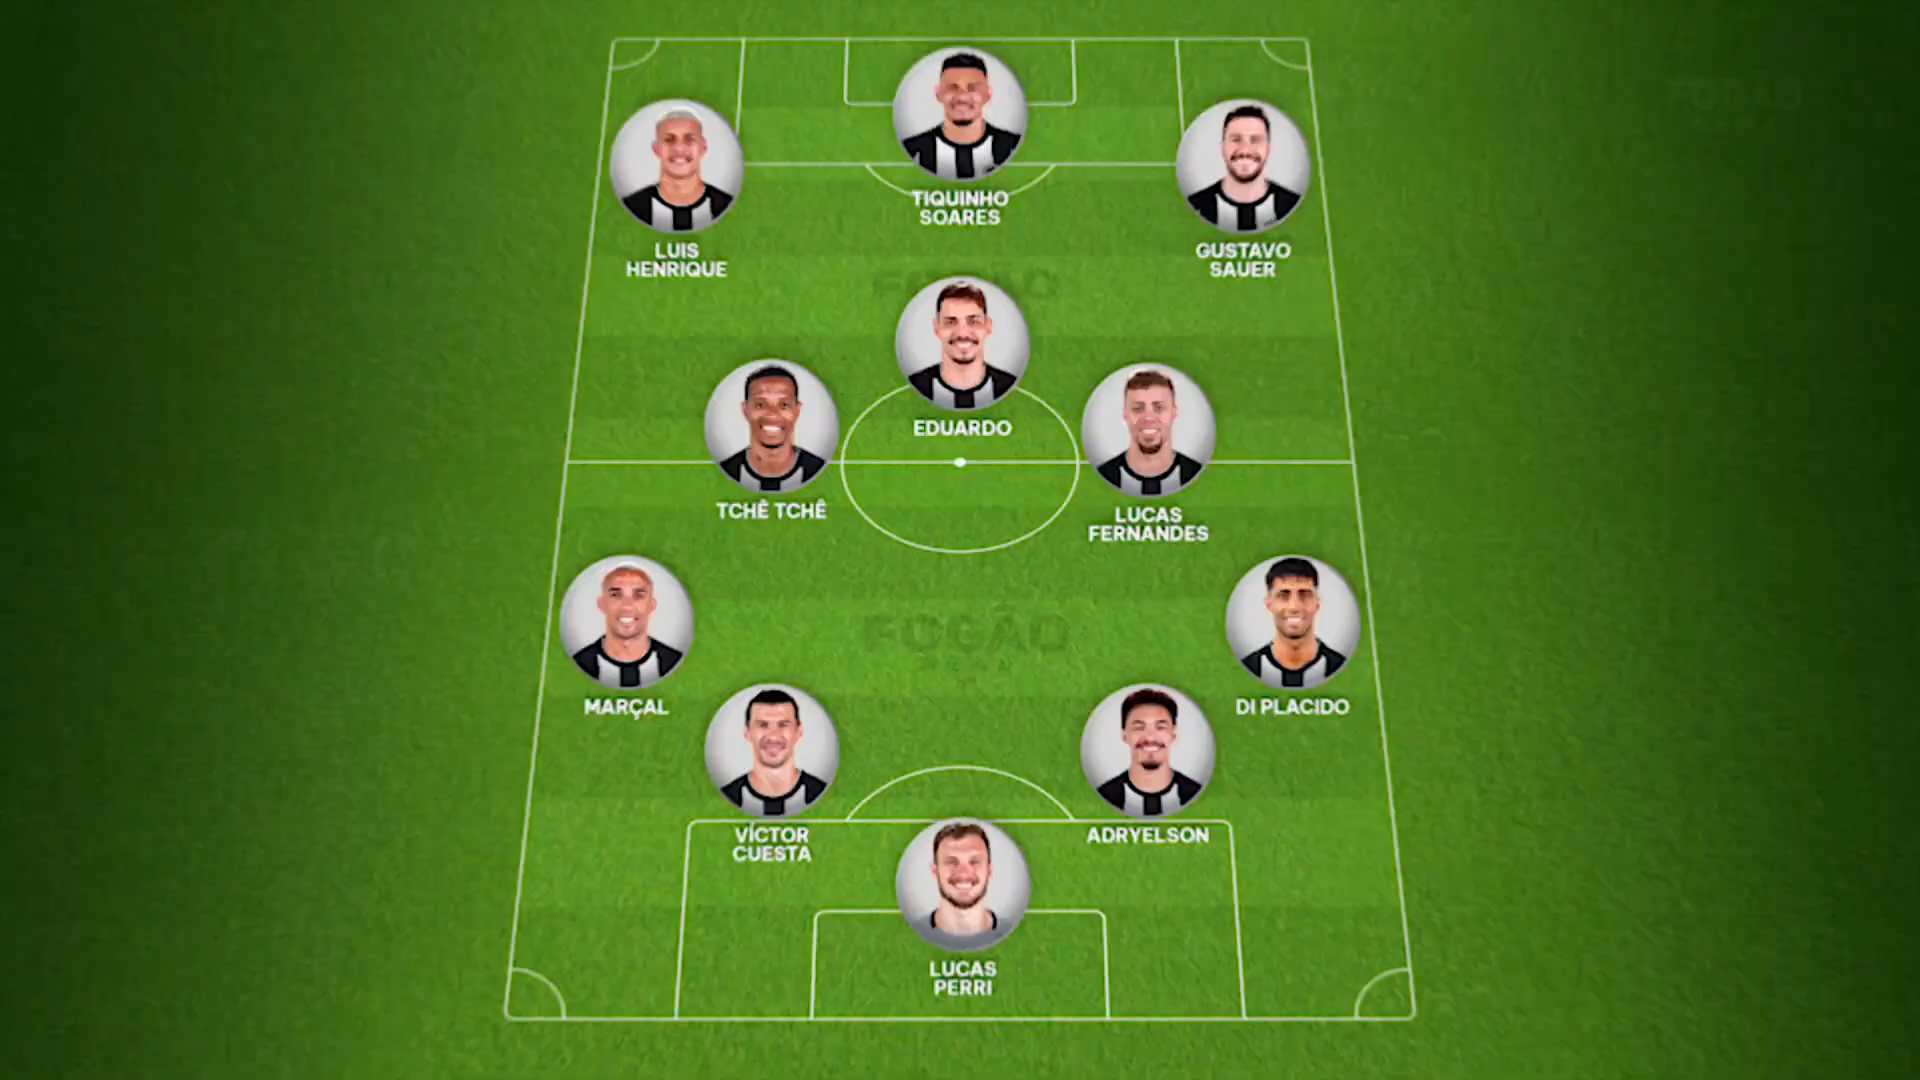 TIQUINHO
SOARES
LUIS
HENRIQUE
GUSTAVO
SAUER
EDUARDO
TCHÊ TCHÊ
LUCAS
FERNANDES
FOGÃO
MARÇAL
DI PLACIDO
VÍCTOR
CUESTA
ADRYELSON
LUCAS
PERRI